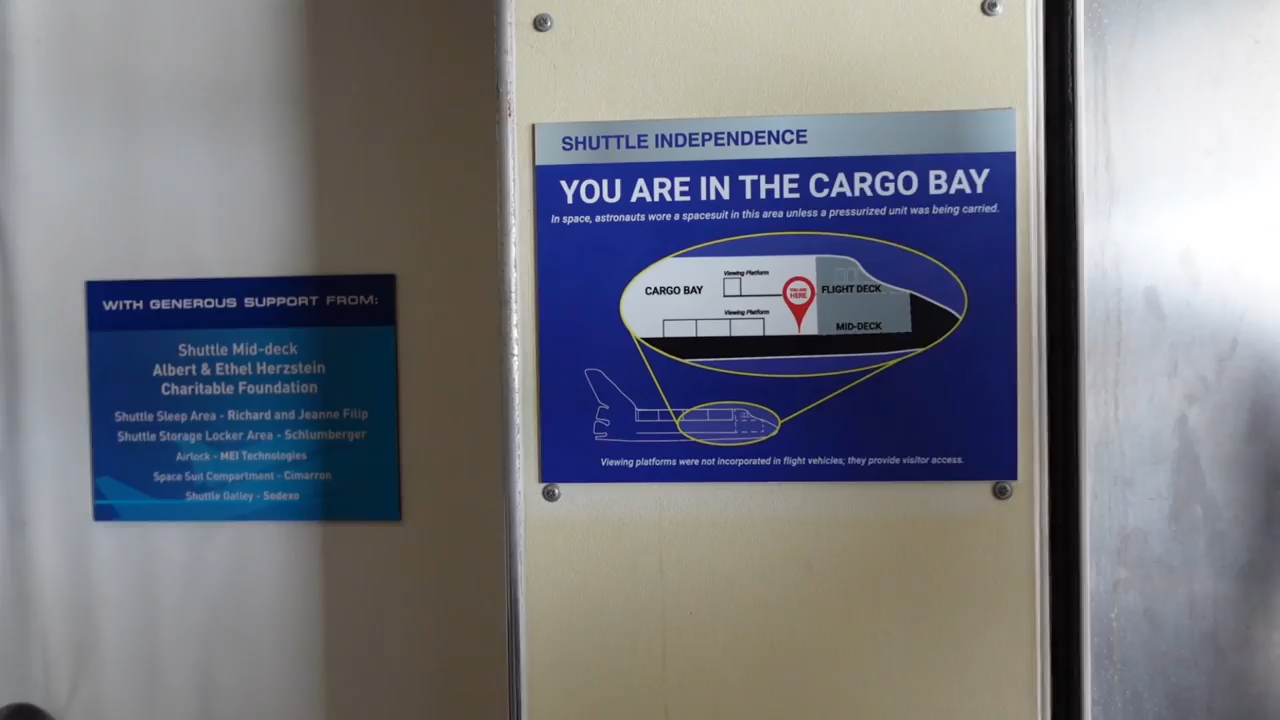 WITH GENEROUS SUPPORT FROM:
Shuttle Mid-deck
Albert & Ethel Herzstein
Charitable Foundation
Shuttle Sleep Area - Richard and Jeanne Filip
Shuttle Storage Locker Area - Schlumberger
Airlock - MEI Technologies
Space Suit Compartment - Cimarron
Shuttle Galley - Sodexo
SHUTTLE INDEPENDENCE
YOU ARE IN THE CARGO BAY
In space, astronauts wore a spacesuit in this area unless a pressurized unit was being carried.
Viewing Platform
CARGO BAY
YOU ARE
HERE
FLIGHT DECK
Viewing Platform
MID-DECK
Viewing platforms were not incorporated in flight vehicles; they provide visitor access.